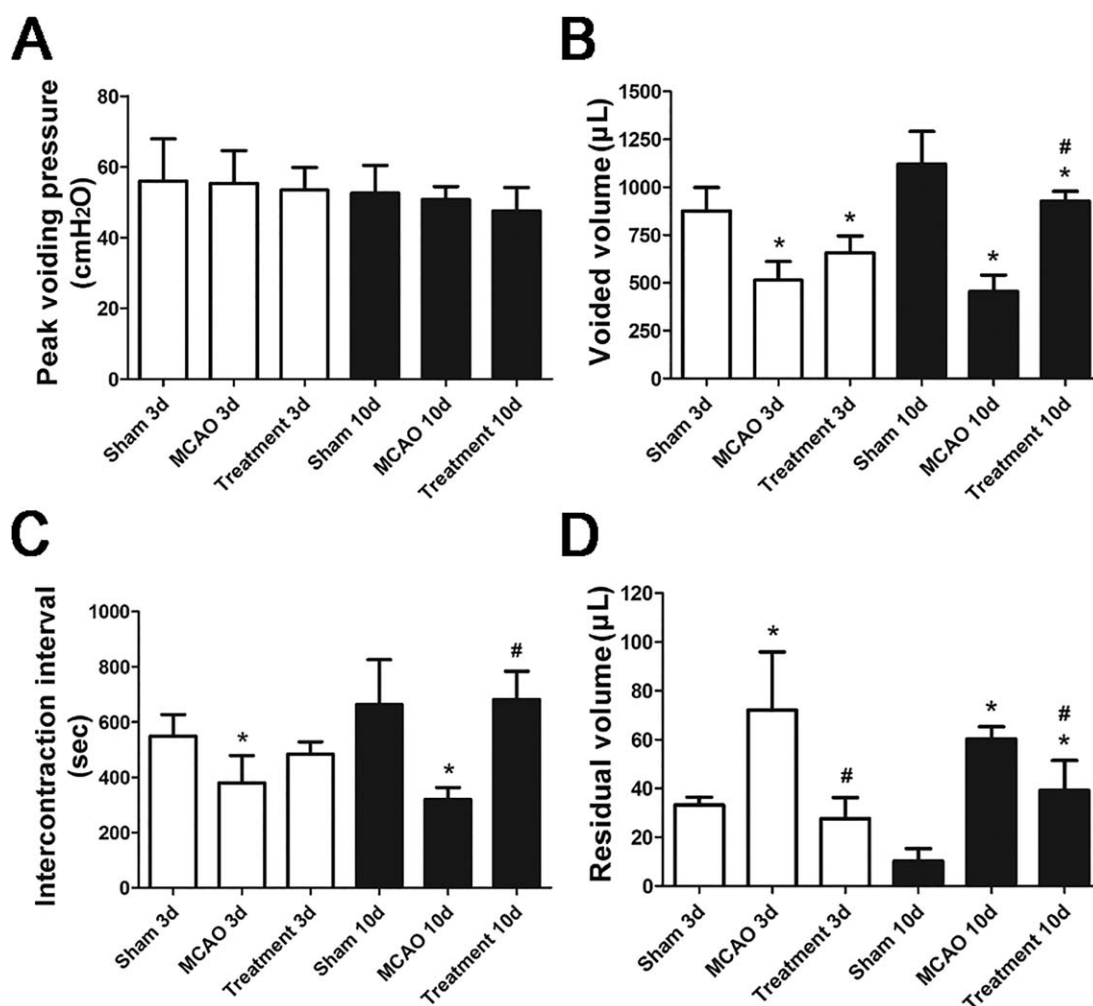 A
Peak voiding pressure
(cmH2O)
80
60
40
20
0
Sham 3d
MCAO 3d
Treatment 3d
Sham 10d
MCAO 10d
Treatment 10d
B
Voided volume (µL)
1500
1250
1000
750
500
250
0
*
*
*
#
*
Sham 3d
MCAO 3d
Treatment 3d
Sham 10d
MCAO 10d
Treatment 10d
C
Intercontraction interval
(sec)
1000
800
600
400
200
0
*
*
#
Sham 3d
MCAO 3d
Treatment 3d
Sham 10d
MCAO 10d
Treatment 10d
D
Residual volume (µL)
120
100
80
60
40
20
0
*
#
*
#
*
Sham 3d
MCAO 3d
Treatment 3d
Sham 10d
MCAO 10d
Treatment 10d